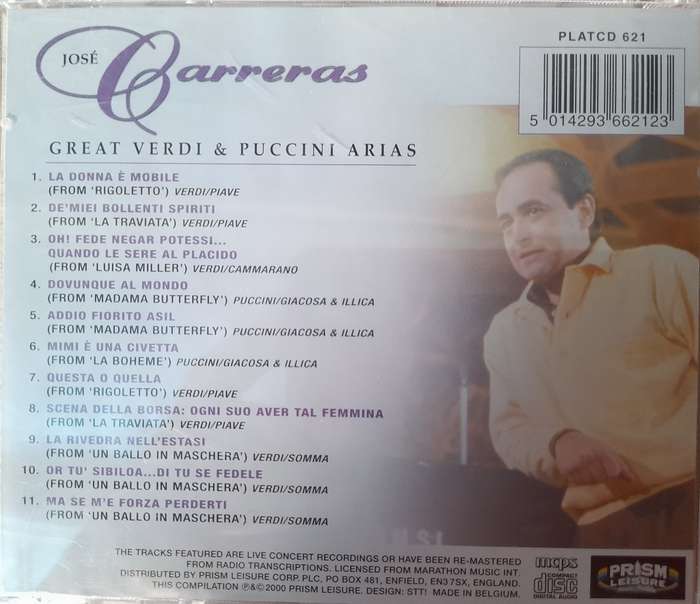 JOSÉ Carreras
PLATCD 621
5 014293 662123
GREAT VERDI & PUCCINI ARIAS
1. LA DONNA È MOBILE
(FROM ‘RIGOLETTO’) VERDI/PIAVE
2. DE’MIEI BOLLENTI SPIRITI
(FROM ‘LA TRAVIATA’) VERDI/PIAVE
3. OH! FEDE NEGAR POTESSI...
QUANDO LE SERE AL PLACIDO
(FROM ‘LUISA MILLER’) VERDI/CAMMARANO
4. DOVUNQUE AL MONDO
(FROM ‘MADAMA BUTTERFLY’) PUCCINI/GIACOSA & ILLICA
5. ADDIO FIORITO ASIL
(FROM ‘MADAMA BUTTERFLY’) PUCCINI/GIACOSA & ILLICA
6. MIMI È UNA CIVETTA
(FROM ‘LA BOHEME’) PUCCINI/GIACOSA & ILLICA
7. QUESTA O QUELLA
(FROM ‘RIGOLETTO’) VERDI/PIAVE
8. SCENA DELLA BORSA: OGNI SUO AVER TAL FEMMINA
(FROM ‘LA TRAVIATA’) VERDI/PIAVE
9. LA RIVEDRA NELL’ESTASI
(FROM ‘UN BALLO IN MASCHERA’) VERDI/SOMMA
10. OR TU’ SIBILOA...DI TU SE FEDELE
(FROM ‘UN BALLO IN MASCHERA’) VERDI/SOMMA
11. MA SE M’E FORZA PERDERTI
(FROM ‘UN BALLO IN MASCHERA’) VERDI/SOMMA
THE TRACKS FEATURED ARE LIVE CONCERT RECORDINGS OR HAVE BEEN RE-MASTERED
FROM RADIO TRANSCRIPTIONS. LICENSED FROM MARATHON MUSIC INT.
DISTRIBUTED BY PRISM LEISURE CORP. PLC, PO BOX 481, ENFIELD, EN3 7SX, ENGLAND.
THIS COMPILATION ℗&© 2000 PRISM LEISURE. DESIGN: STT! MADE IN BELGIUM.
mcps
COMPACT
disc
DIGITAL AUDIO
PRISM
LEISURE